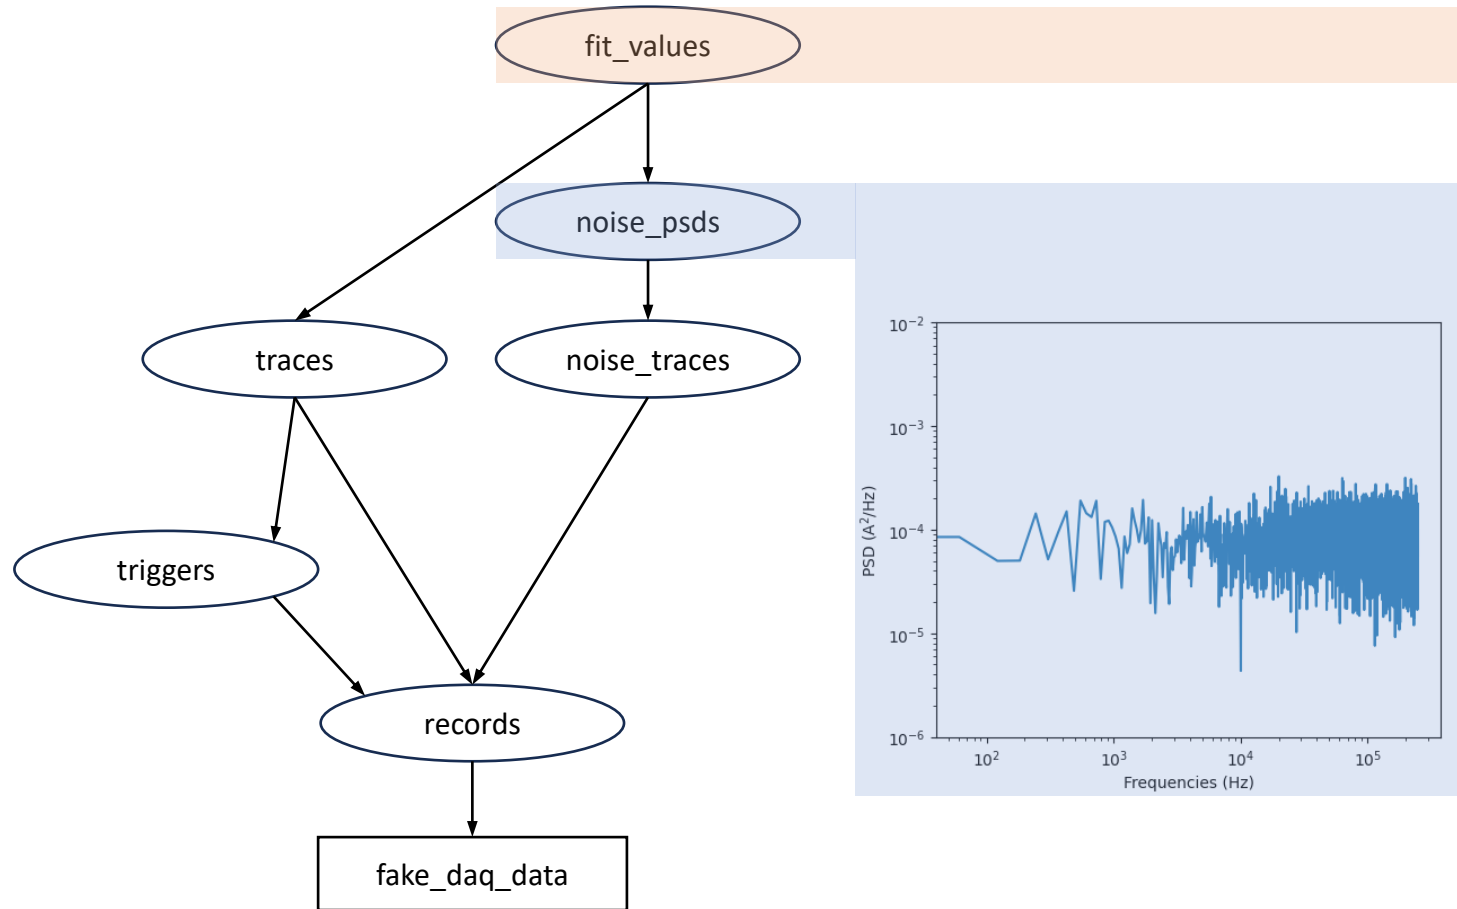 fit_values
noise_psds
traces
noise_traces
triggers
records
fake_daq_data
10⁻²
10⁻³
10⁻⁴
10⁻⁵
10⁻⁶
PSD (A²/Hz)
10² 10³ 10⁴ 10⁵
Frequencies (Hz)